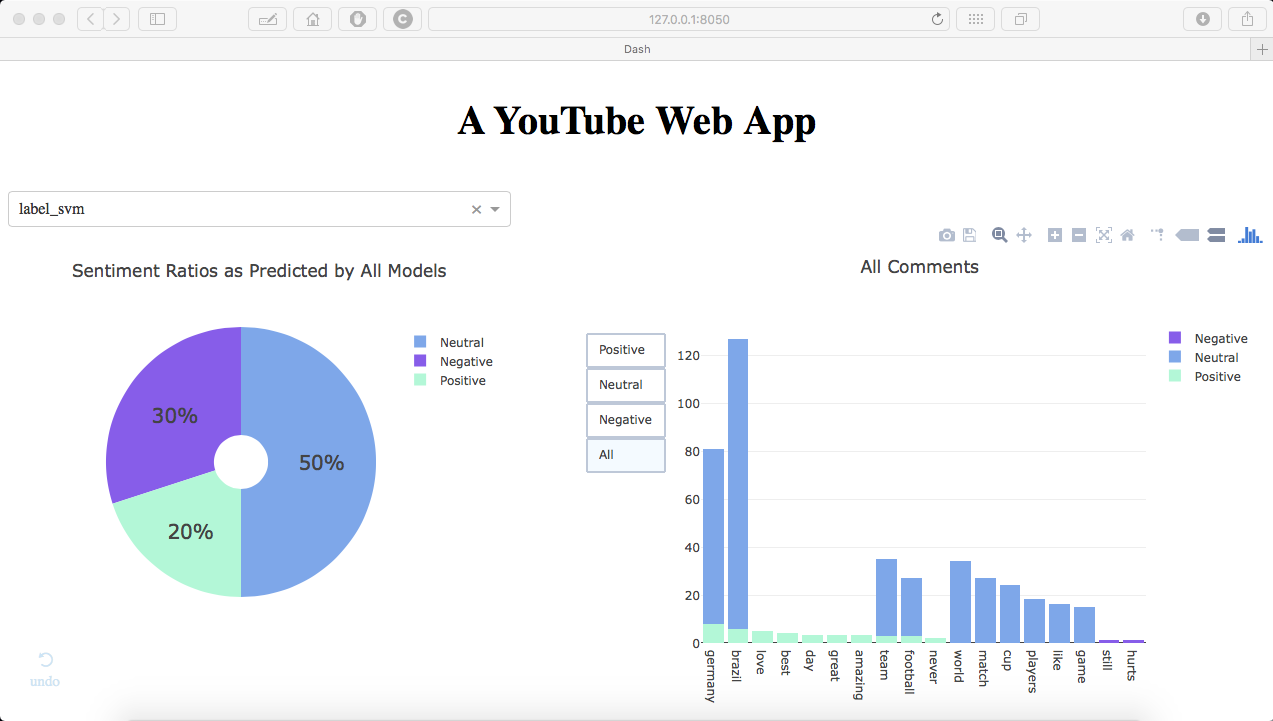 127.0.0.1:8050
Dash
A YouTube Web App
label_svm
Sentiment Ratios as Predicted by All Models
Neutral
Negative
Positive
30%
50%
20%
undo
All Comments
Positive
Neutral
Negative
All
120
100
80
60
40
20
0
germany
brazil
love
best
day
great
amazing
team
football
never
world
match
cup
players
like
game
still
hurts
Negative
Neutral
Positive